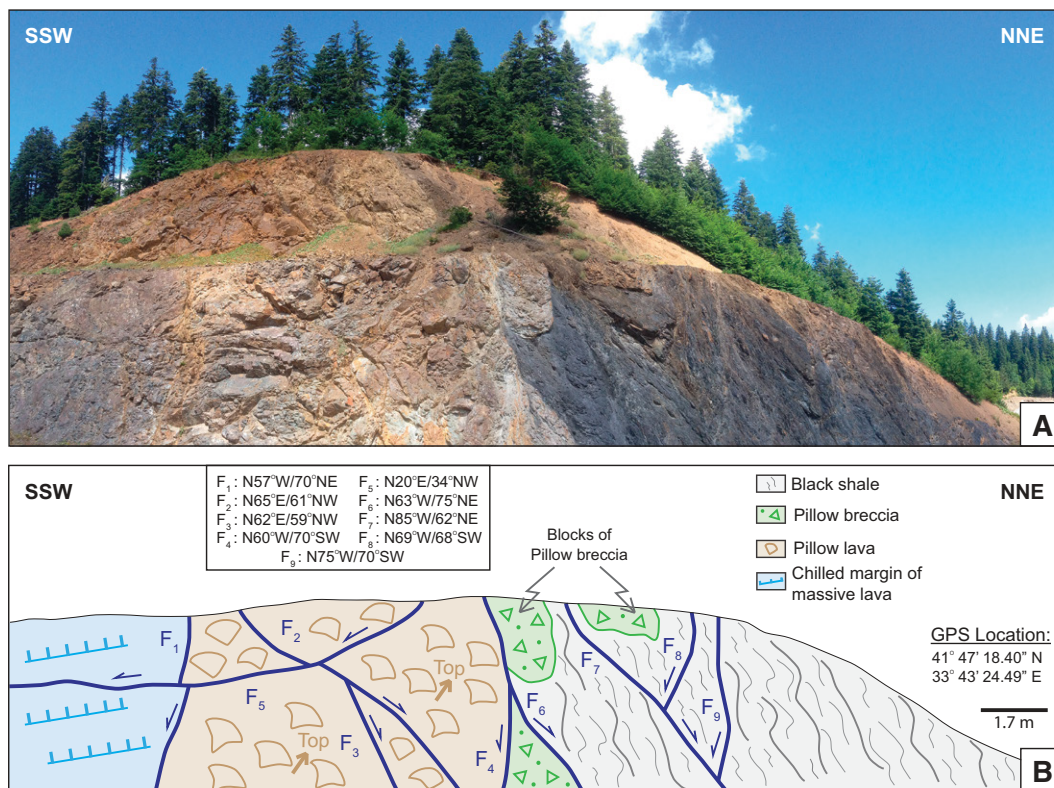 SSW
NNE
A
SSW
NNE
F₁: N57°W/70°NE F₅: N20°E/34°NW
F₂: N65°E/61°NW F₆: N63°W/75°NE
F₃: N62°E/59°NW F₇: N85°W/62°NE
F₄: N60°W/70°SW F₈: N69°W/68°SW
F₉: N75°W/70°SW
Black shale
Pillow breccia
Pillow lava
Chilled margin of
massive lava
Blocks of
Pillow breccia
GPS Location:
41° 47' 18.40" N
33° 43' 24.49" E
1.7 m
F₁
F₂
F₅
F₃
Top
Top
F₄
F₆
F₇
F₈
F₉
B